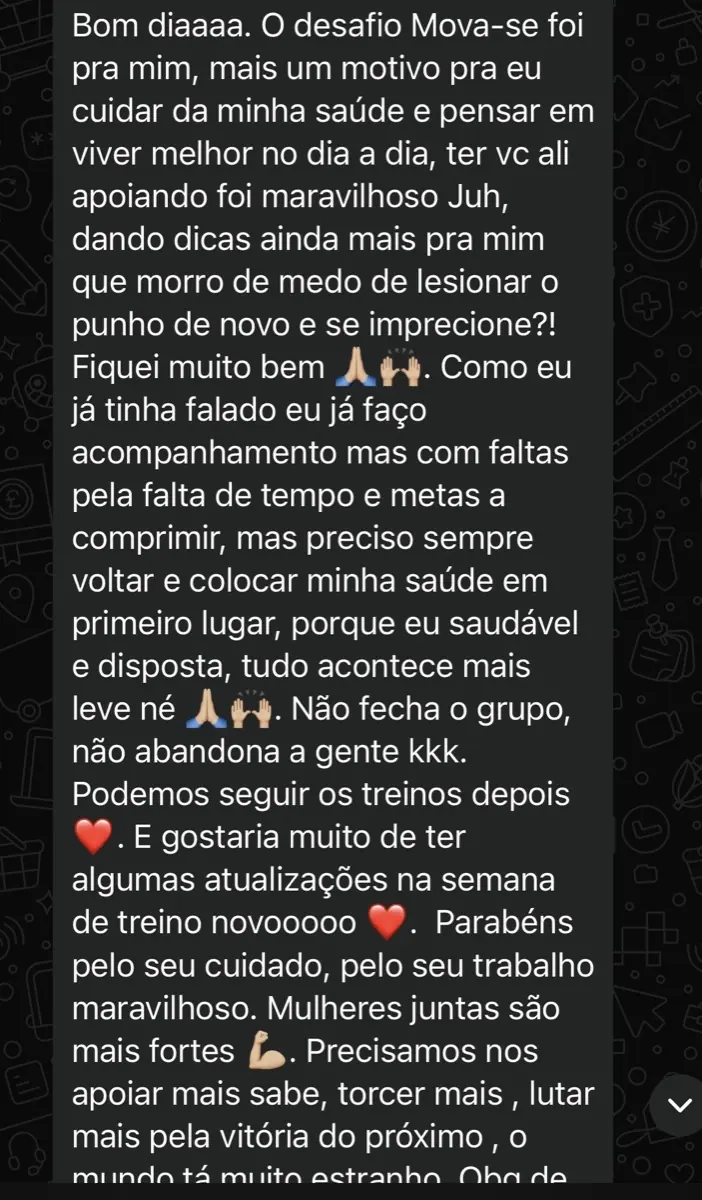 Bom diaaaa. O desafio Mova-se foi
pra mim, mais um motivo pra eu
cuidar da minha saúde e pensar em
viver melhor no dia a dia, ter vc ali
apoiando foi maravilhoso Juh,
dando dicas ainda mais pra mim
que morro de medo de lesionar o
punho de novo e se imprecione?!
Fiquei muito bem 🙏🏼🙌🏼. Como eu
já tinha falado eu já faço
acompanhamento mas com faltas
pela falta de tempo e metas a
comprimir, mas preciso sempre
voltar e colocar minha saúde em
primeiro lugar, porque eu saudável
e disposta, tudo acontece mais
leve né 🙏🏼🙌🏼. Não fecha o grupo,
não abandona a gente kkk.
Podemos seguir os treinos depois
❤️. E gostaria muito de ter
algumas atualizações na semana
de treino novooooo ❤️.  Parabéns
pelo seu cuidado, pelo seu trabalho
maravilhoso. Mulheres juntas são
mais fortes 💪🏼. Precisamos nos
apoiar mais sabe, torcer mais , lutar
mais pela vitória do próximo , o
mundo tá muito estranho. Obg de